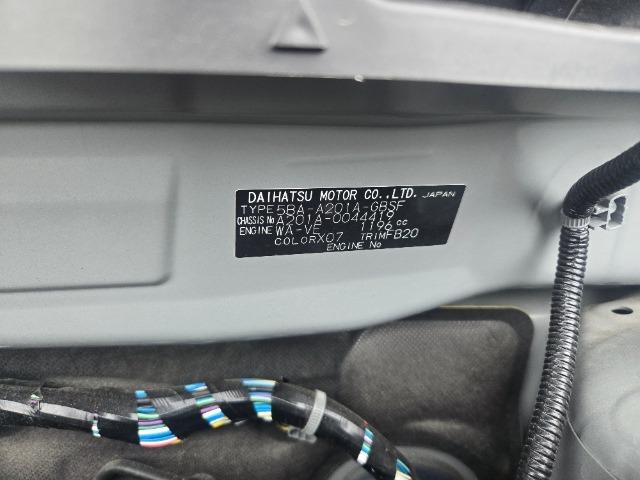 DAIHATSU MOTOR CO.,LTD. JAPAN
TYPE 5BA-A201A-GBSF
CHASSIS No A201A-0044419
ENGINE WA-VE 1196 cc
COLOR X07 TRIM FB20
ENGINE No